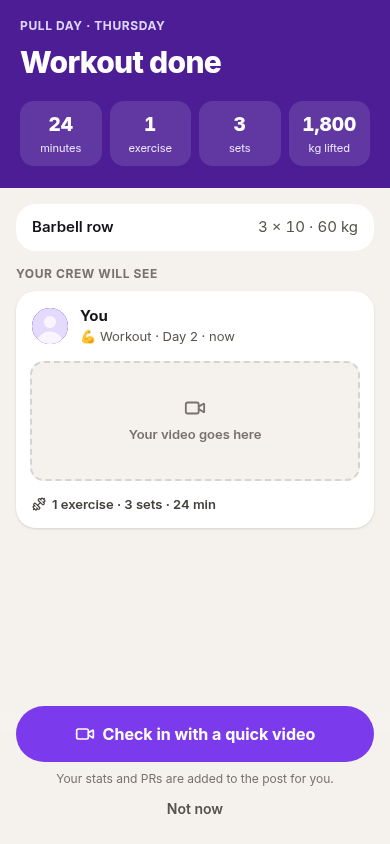 PULL DAY · THURSDAY
Workout done
24
minutes
1
exercise
3
sets
1,800
kg lifted
Barbell row 3 × 10 · 60 kg
YOUR CREW WILL SEE
You
💪 Workout · Day 2 · now
Your video goes here
1 exercise · 3 sets · 24 min
Check in with a quick video
Your stats and PRs are added to the post for you.
Not now